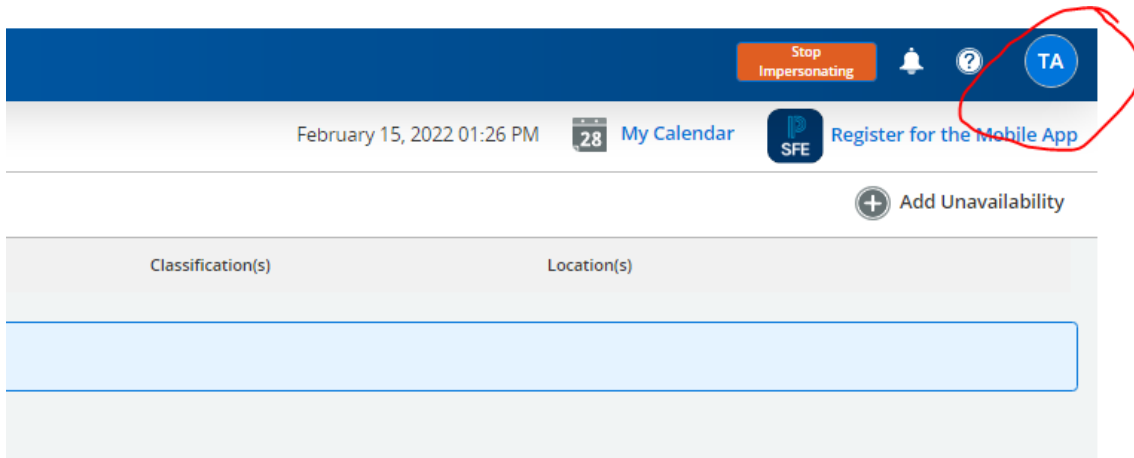 Stop
Impersonating
TA
February 15, 2022 01:26 PM
28
My Calendar
SFE
Register for the Mobile App
Add Unavailability
Classification(s)
Location(s)